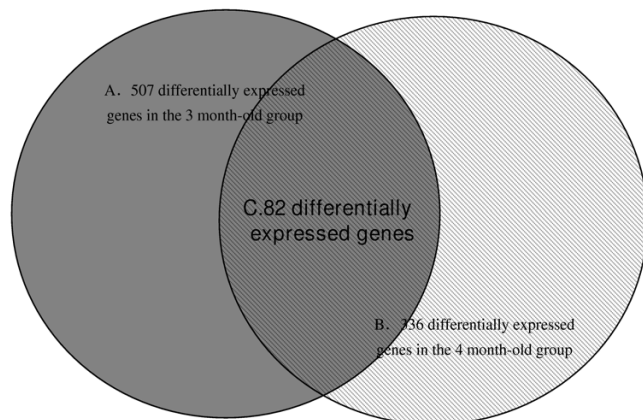 A．507 differentially expressed
genes in the 3 month-old group
C.82 differentially
expressed genes
B．336 differentially expressed
genes in the 4 month-old group